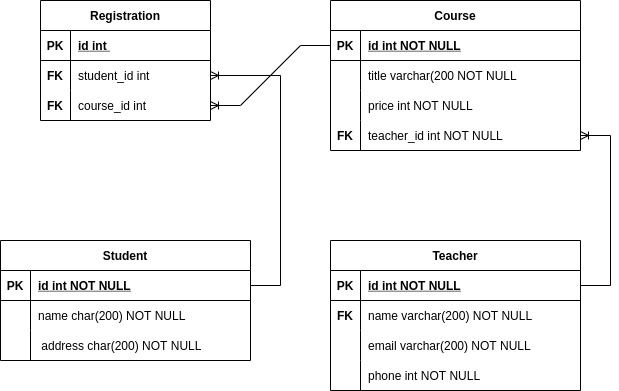 Registration
PK id int
FK student_id int
FK course_id int
Course
PK id int NOT NULL
title varchar(200 NOT NULL
price int NOT NULL
FK teacher_id int NOT NULL
Student
PK id int NOT NULL
name char(200) NOT NULL
address char(200) NOT NULL
Teacher
PK id int NOT NULL
FK name varchar(200) NOT NULL
email varchar(200) NOT NULL
phone int NOT NULL